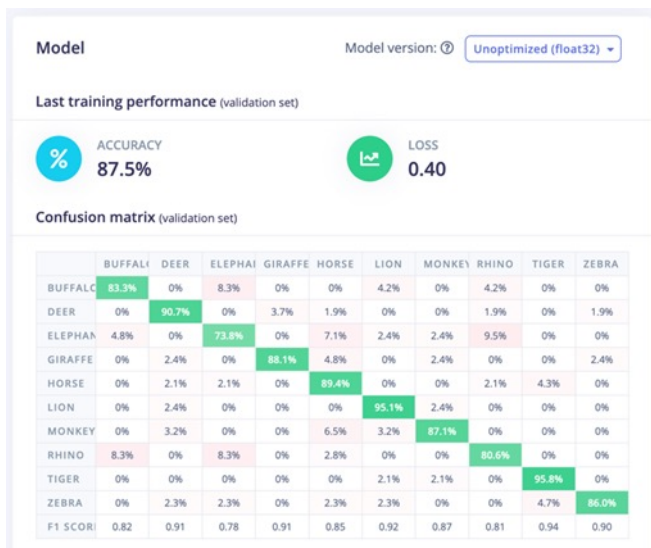 Model
Model version: ? Unoptimized (float32)
Last training performance (validation set)
% ACCURACY LOSS
87.5% 0.40
Confusion matrix (validation set)
BUFFAL DEER ELEPHAI GIRAFFE HORSE LION MONKEY RHINO TIGER ZEBRA
BUFFALC 83.3% 0% 8.3% 0% 0% 4.2% 0% 4.2% 0% 0%
DEER 0% 90.7% 0% 3.7% 1.9% 0% 0% 1.9% 0% 1.9%
ELEPHAN 4.8% 0% 73.8% 0% 7.1% 2.4% 2.4% 9.5% 0% 0%
GIRAFFE 0% 2.4% 0% 88.1% 4.8% 0% 2.4% 0% 0% 2.4%
HORSE 0% 2.1% 2.1% 0% 89.4% 0% 0% 2.1% 4.3% 0%
LION 0% 2.4% 0% 0% 0% 95.1% 2.4% 0% 0% 0%
MONKEY 0% 3.2% 0% 0% 6.5% 3.2% 87.1% 0% 0% 0%
RHINO 8.3% 0% 8.3% 0% 2.8% 0% 0% 80.6% 0% 0%
TIGER 0% 0% 0% 0% 0% 2.1% 2.1% 0% 95.8% 0%
ZEBRA 0% 2.3% 2.3% 0% 2.3% 2.3% 0% 0% 4.7% 86.0%
F1 SCORI 0.82 0.91 0.78 0.91 0.85 0.92 0.87 0.81 0.94 0.90